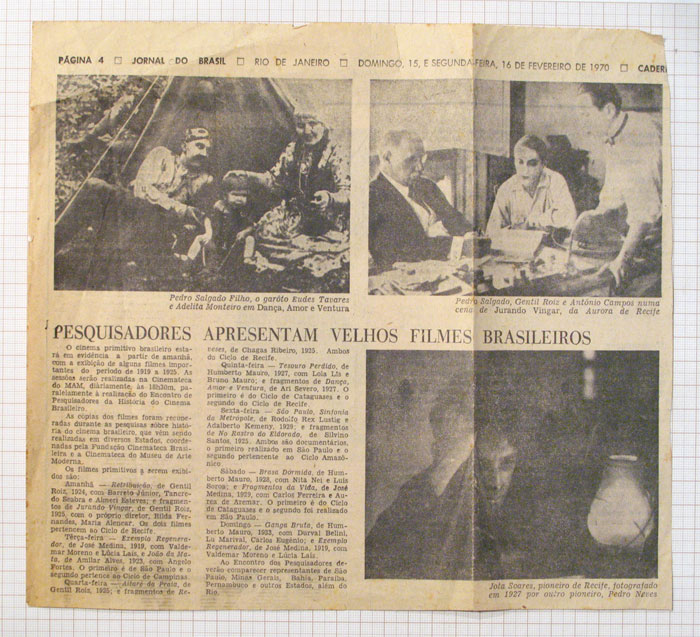 PÁGINA 4 □ JORNAL DO BRASIL □ RIO DE JANEIRO □ DOMINGO, 15, E SEGUNDA-FEIRA, 16 DE FEVEREIRO DE 1970 □ CADER
Pedro Salgado Filho, o garôto Eudes Tavares
e Adelita Monteiro em Dança, Amor e Ventura
Pedro Salgado, Gentil Roiz e Antônio Campos numa
cena de Jurando Vingar, da Aurora de Recife
PESQUISADORES APRESENTAM VELHOS FILMES BRASILEIROS
O cinema primitivo brasileiro esta-
rá em evidência a partir de amanhã,
com a exibição de alguns filmes impor-
tantes do período de 1919 a 1925. As
sessões serão realizadas na Cinemateca
do MAM, diàriamente, às 18h30m, pa-
ralelamente à realização do Encontro de
Pesquisadores da História do Cinema
Brasileiro.
As cópias dos filmes foram recupe-
radas durante as pesquisas sôbre histó-
ria do cinema brasileiro, que vêm sendo
realizadas em diversos Estados, coorde-
nadas pela Fundação Cinemateca Brasi-
leira e a Cinemateca do Museu de Arte
Moderna.
Os filmes primitivos a serem exibi-
dos são:
Amanhã — Retribuição, de Gentil
Roiz, 1924, com Barreto Júnior, Tancre-
do Seabra e Almeri Esteves; e fragmen-
tos de Jurando Vingar, de Gentil Roiz,
1925, com o próprio diretor, Rilda Fer-
nandes, Maria Alencar. Os dois filmes
pertencem ao Ciclo de Recife.
Têrça-feira — Exemplo Regenera-
dor, de José Medina, 1919, com Valde-
mar Moreno e Lúcia Laís, e João da Ma-
ta, de Amilar Alves, 1923, com Angelo
Fortes. O primeiro é de São Paulo e o
segundo pertence ao Ciclo de Campinas.
Quarta-feira — Aitaré da Praia, de
Gentil Roiz, 1925; e fragmentos de Re-
veses, de Chagas Ribeiro, 1925. Ambos
do Ciclo de Recife.
Quinta-feira — Tesouro Perdido, de
Humberto Mauro, 1927, com Lola Lis e
Bruno Mauro; e fragmentos de Dança,
Amor e Ventura, de Ari Severo, 1927. O
primeiro é do Ciclo de Cataguases e o
segundo do Ciclo de Recife.
Sexta-feira — São Paulo, Sinfonia
da Metrópole, de Rodolfo Rex Lustig e
Adalberto Kemeny, 1929; e fragmentos
de No Rastro do Eldorado, de Silvino
Santos, 1925. Ambos são documentários,
o primeiro realizado em São Paulo e o
segundo pertencente ao Ciclo Amazô-
nico
Sábado — Brasa Dormida, de Hum-
berto Mauro, 1928, com Nita Nei e Luís
Soroa; e Fragmentos da Vida, de José
Medina, 1929, com Carlos Ferreira e Au-
rea de Aremar. O primeiro é do Ciclo
de Cataguases e o segundo foi realizado
em São Paulo.
Domingo — Ganga Bruta, de Hum-
berto Mauro, 1933, com Durval Belini,
Lu Marival, Carlos Eugênio; e Exemplo
Regenerador, de José Medina, 1919, com
Valdemar Moreno e Lúcia Laís.
Ao Encontro dos Pesquisadores de-
verão comparecer representantes de São
Paulo, Minas Gerais, Bahia, Paraíba,
Pernambuco e outros Estados, além do
Rio.
Jota Soares, pioneiro de Recife, fotografado
em 1927 por outro pioneiro, Pedro Neves